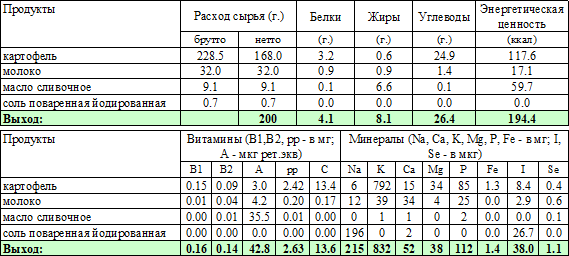 Продукты Расход сырья (г.) Белки Жиры Углеводы Энергетическая ценность
брутто нетто (г.) (г.) (г.) (ккал)
картофель 228.5 168.0 3.2 0.6 24.9 117.6
молоко 32.0 32.0 0.9 0.9 1.4 17.1
масло сливочное 9.1 9.1 0.1 6.6 0.1 59.7
соль поваренная йодированная 0.7 0.7 0.0 0.0 0.0 0.0
Выход: 200 4.1 8.1 26.4 194.4
Продукты Витамины (B1,B2, pp - в мг; A - мкг рет.экв) Минералы (Na, Ca, K, Mg, P, Fe - в мг; I, Se - в мкг)
B1 B2 A pp C Na K Ca Mg P Fe I Se
картофель 0.15 0.09 3.0 2.42 13.4 6 792 15 34 85 1.3 8.4 0.4
молоко 0.01 0.04 4.2 0.20 0.17 12 39 34 4 25 0.0 2.9 0.6
масло сливочное 0.00 0.01 35.5 0.01 0.00 0 1 1 0 2 0.0 0.0 0.1
соль поваренная йодированная 0.00 0.00 0.0 0.00 0.00 196 0 2 0 0 0.0 26.7 0.0
Выход: 0.16 0.14 42.8 2.63 13.6 215 832 52 38 112 1.4 38.0 1.1